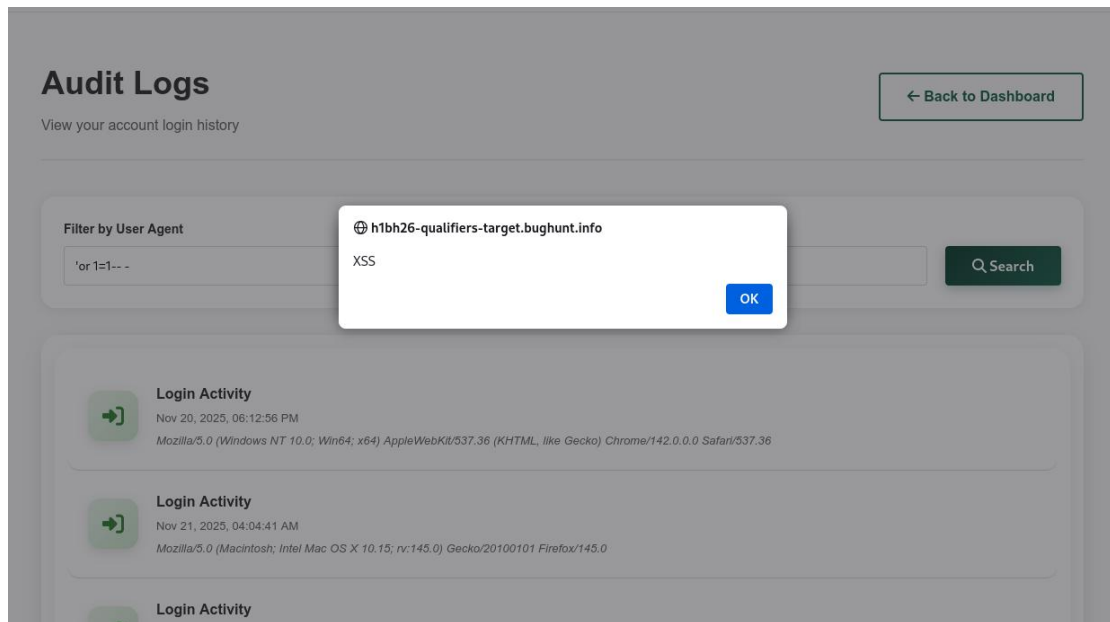 Audit Logs
← Back to Dashboard
View your account login history
Filter by User Agent
'or 1=1-- -
Search
h1bh26-qualifiers-target.bughunt.info
XSS
OK
Login Activity
Nov 20, 2025, 06:12:56 PM
Mozilla/5.0 (Windows NT 10.0; Win64; x64) AppleWebKit/537.36 (KHTML, like Gecko) Chrome/142.0.0.0 Safari/537.36
Login Activity
Nov 21, 2025, 04:04:41 AM
Mozilla/5.0 (Macintosh; Intel Mac OS X 10.15; rv:145.0) Gecko/20100101 Firefox/145.0
Login Activity